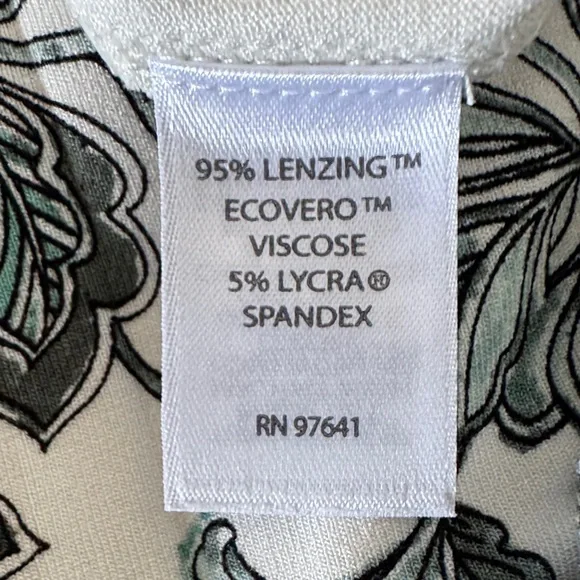 95% LENZING™
ECOVERO™
VISCOSE
5% LYCRA®
SPANDEX
RN 97641